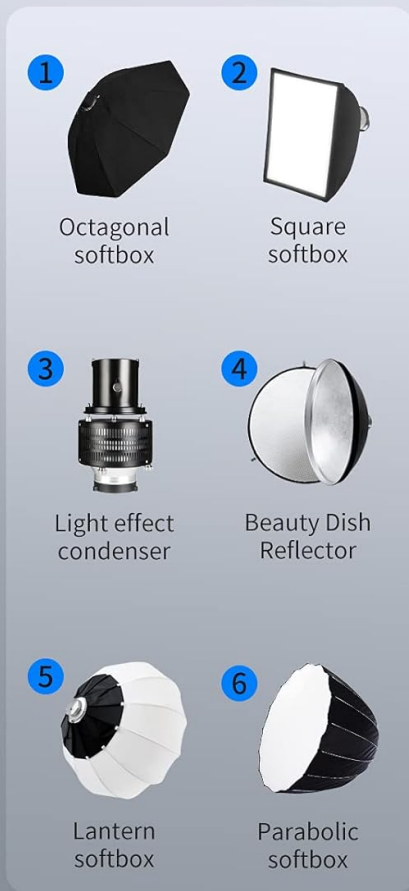 1
2
Octagonal
softbox
Square
softbox
3
4
Light effect
condenser
Beauty Dish
Reflector
5
6
Lantern
softbox
Parabolic
softbox